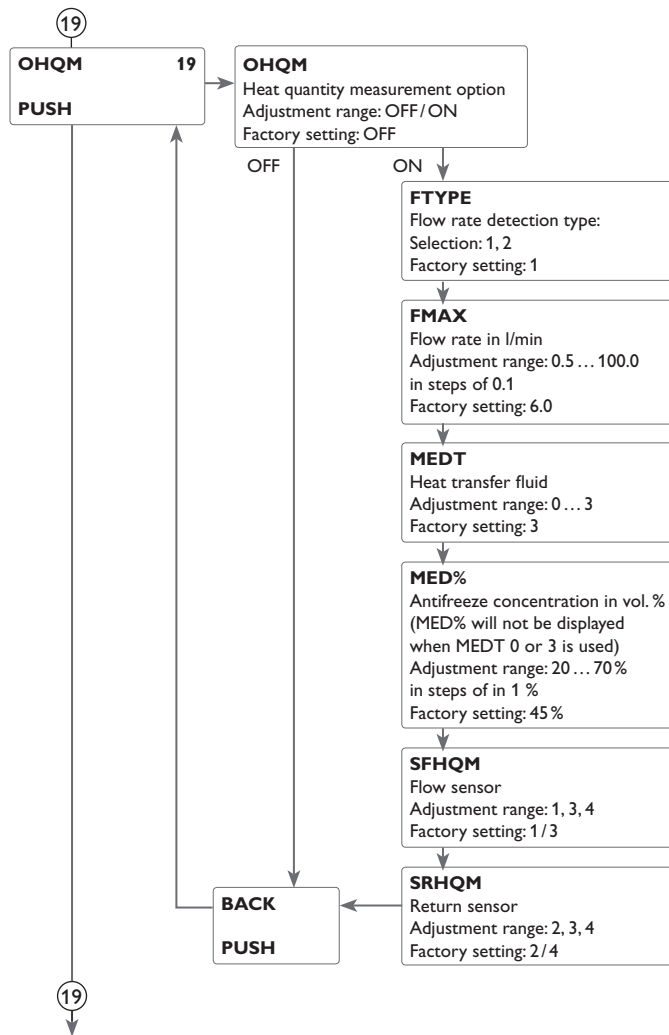 19
OHQM 19
PUSH
OHQM
Heat quantity measurement option
Adjustment range: OFF/ON
Factory setting: OFF
OFF
ON
FTYPE
Flow rate detection type:
Selection: 1, 2
Factory setting: 1
FMAX
Flow rate in l/min
Adjustment range: 0.5 … 100.0
in steps of 0.1
Factory setting: 6.0
MEDT
Heat transfer fluid
Adjustment range: 0 … 3
Factory setting: 3
MED%
Antifreeze concentration in vol. %
(MED% will not be displayed
when MEDT 0 or 3 is used)
Adjustment range: 20 … 70%
in steps of in 1 %
Factory setting: 45%
SFHQM
Flow sensor
Adjustment range: 1, 3, 4
Factory setting: 1/3
SRHQM
Return sensor
Adjustment range: 2, 3, 4
Factory setting: 2/4
BACK
PUSH
19